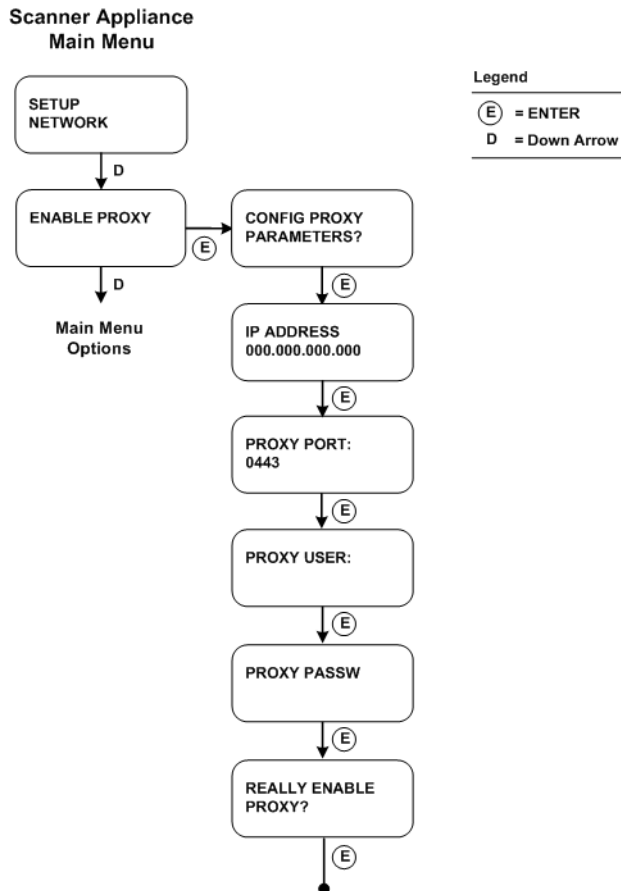 Scanner Appliance
Main Menu
SETUP
NETWORK
D
ENABLE PROXY
E
D
Main Menu
Options
CONFIG PROXY
PARAMETERS?
E
IP ADDRESS
000.000.000.000
E
PROXY PORT:
0443
E
PROXY USER:
E
PROXY PASSW
E
REALLY ENABLE
PROXY?
E
Legend
E = ENTER
D = Down Arrow